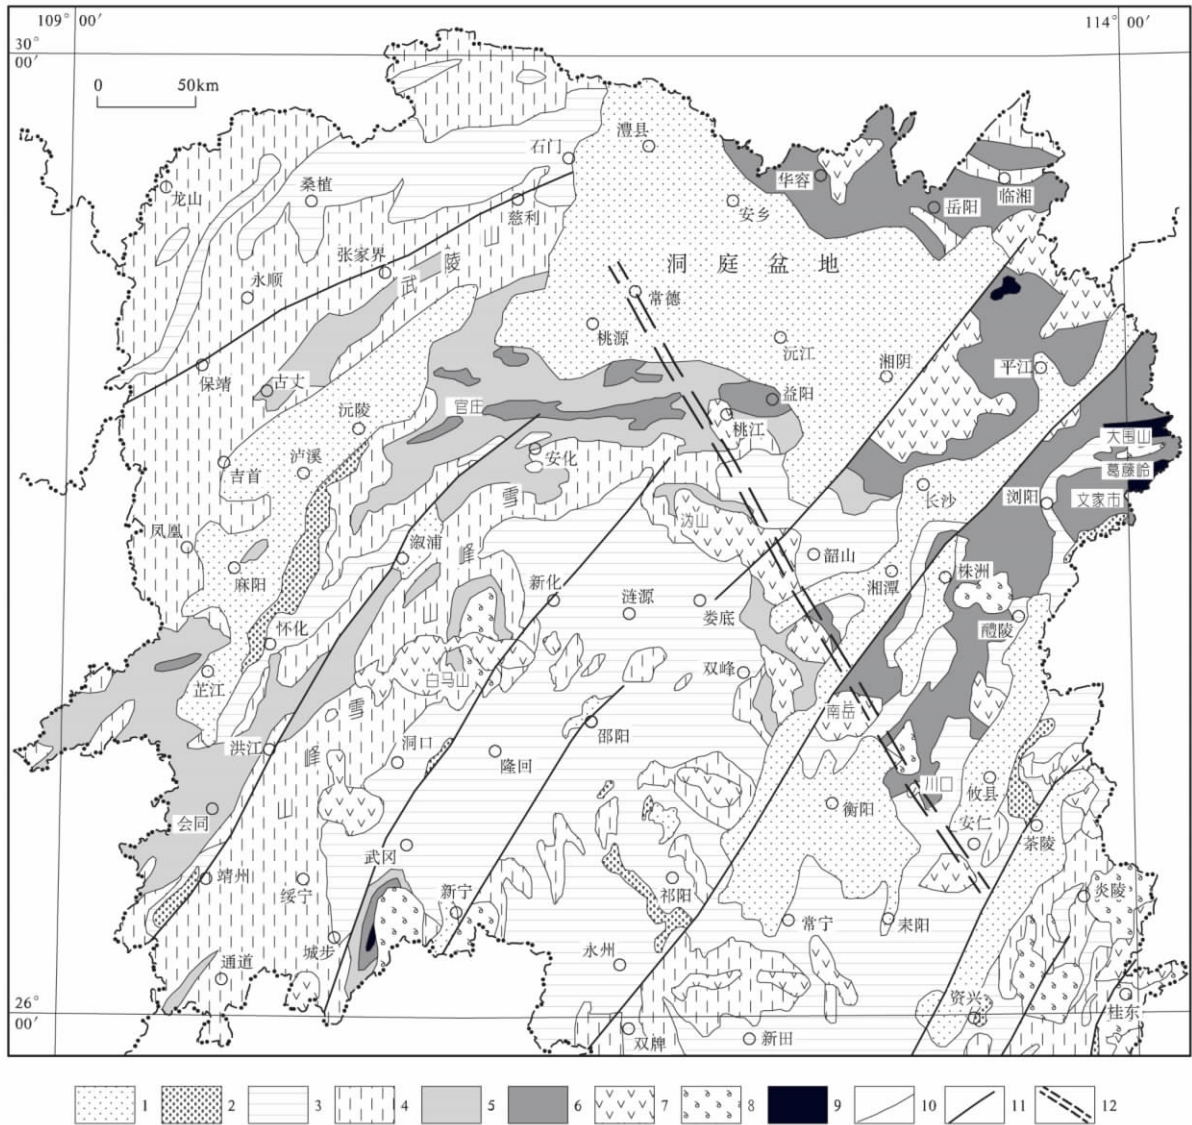 109° 00′
114° 00′
30°
00′
0 50km
澧县
石门
华容
临湘
龙山
桑植
慈利
安乡
岳阳
山
陵
武
张家界
洞庭盆地
永顺
常德
桃源
沅江
湘阴
平江
保靖
古丈
沅陵
官庄
益阳
桃江
大围山
吉首
泸溪
安化
葛藤岭
长沙
浏阳
文家市
雪
沩山
凤凰
溆浦
峰
韶山
麻阳
湘潭
株洲
新化
涟源
娄底
山
怀化
醴陵
芷江
白马山
双峰
雪
南岳
洪江
洞口
邵阳
峰
隆回
川口
攸县
衡阳
山
会同
安仁
茶陵
武冈
靖州
绥宁
新宁
祁阳
炎陵
常宁
耒阳
城步
永州
通道
26°
00′
资兴
桂东
双牌
新田
1 2 3 4 5 6 7 8 9 10 11 12